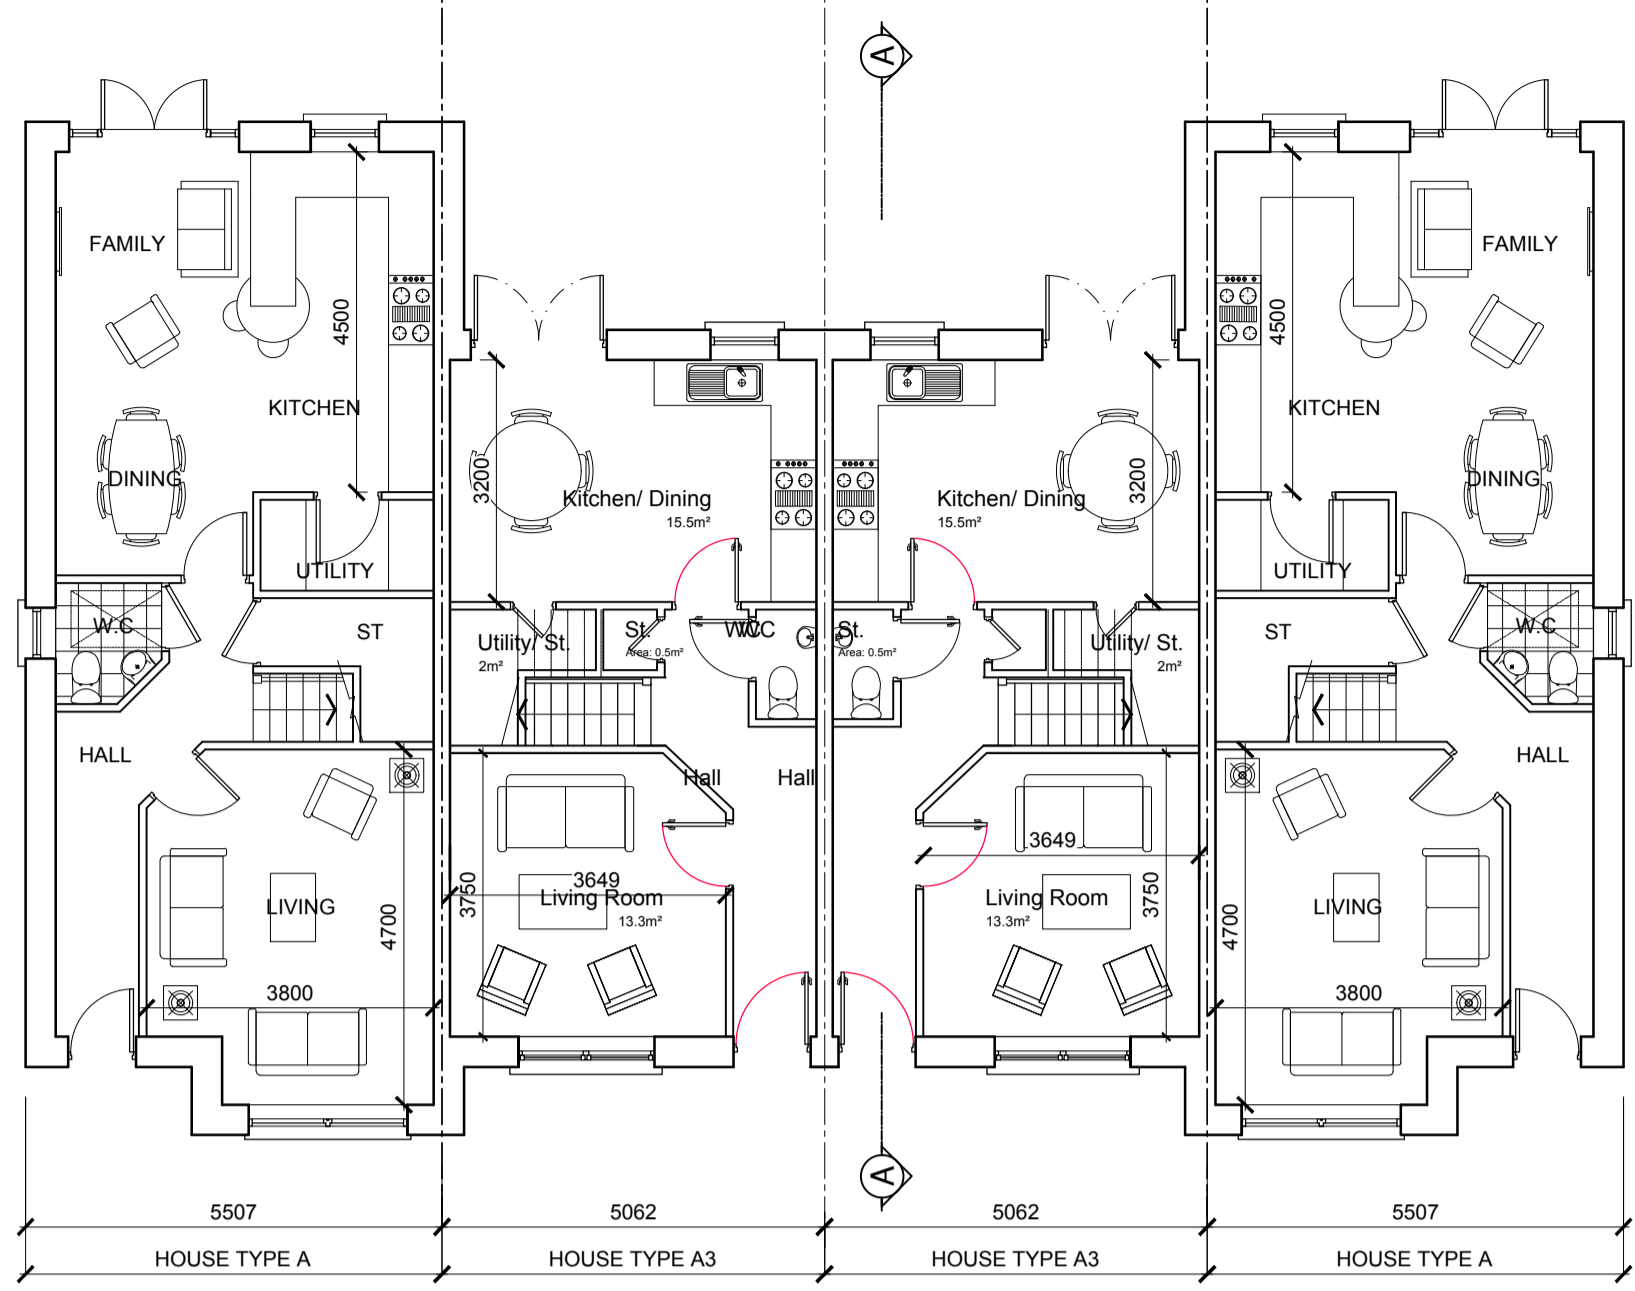 A
FAMILY
FAMILY
4500
4500
KITCHEN
KITCHEN
DINING
DINING
3200
3200
Kitchen/ Dining
15.5m²
Kitchen/ Dining
15.5m²
UTILITY
UTILITY
W.C
ST
Utility/ St.
2m²
St.
Area: 0.5m²
WC
St.
Area: 0.5m²
Utility/ St.
2m²
ST
W.C
HALL
Hall
Hall
HALL
3649
3649
3750
3750
LIVING
Living Room
13.3m²
Living Room
13.3m²
LIVING
4700
4700
3800
3800
A
5507
5062
5062
5507
HOUSE TYPE A
HOUSE TYPE A3
HOUSE TYPE A3
HOUSE TYPE A